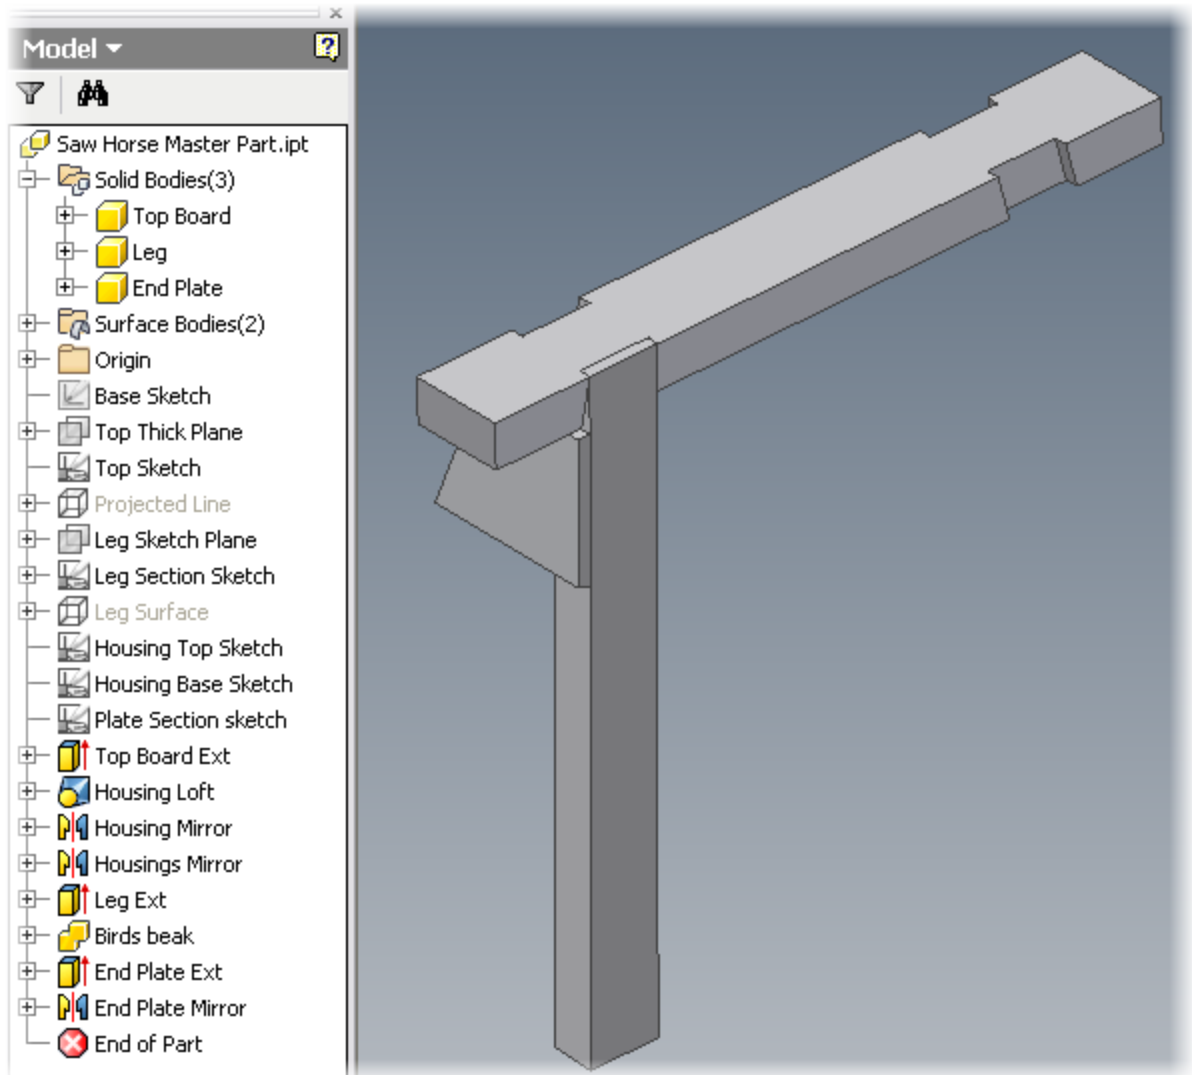 Model
Saw Horse Master Part.ipt
Solid Bodies(3)
Top Board
Leg
End Plate
Surface Bodies(2)
Origin
Base Sketch
Top Thick Plane
Top Sketch
Projected Line
Leg Sketch Plane
Leg Section Sketch
Leg Surface
Housing Top Sketch
Housing Base Sketch
Plate Section sketch
Top Board Ext
Housing Loft
Housing Mirror
Housings Mirror
Leg Ext
Birds beak
End Plate Ext
End Plate Mirror
End of Part